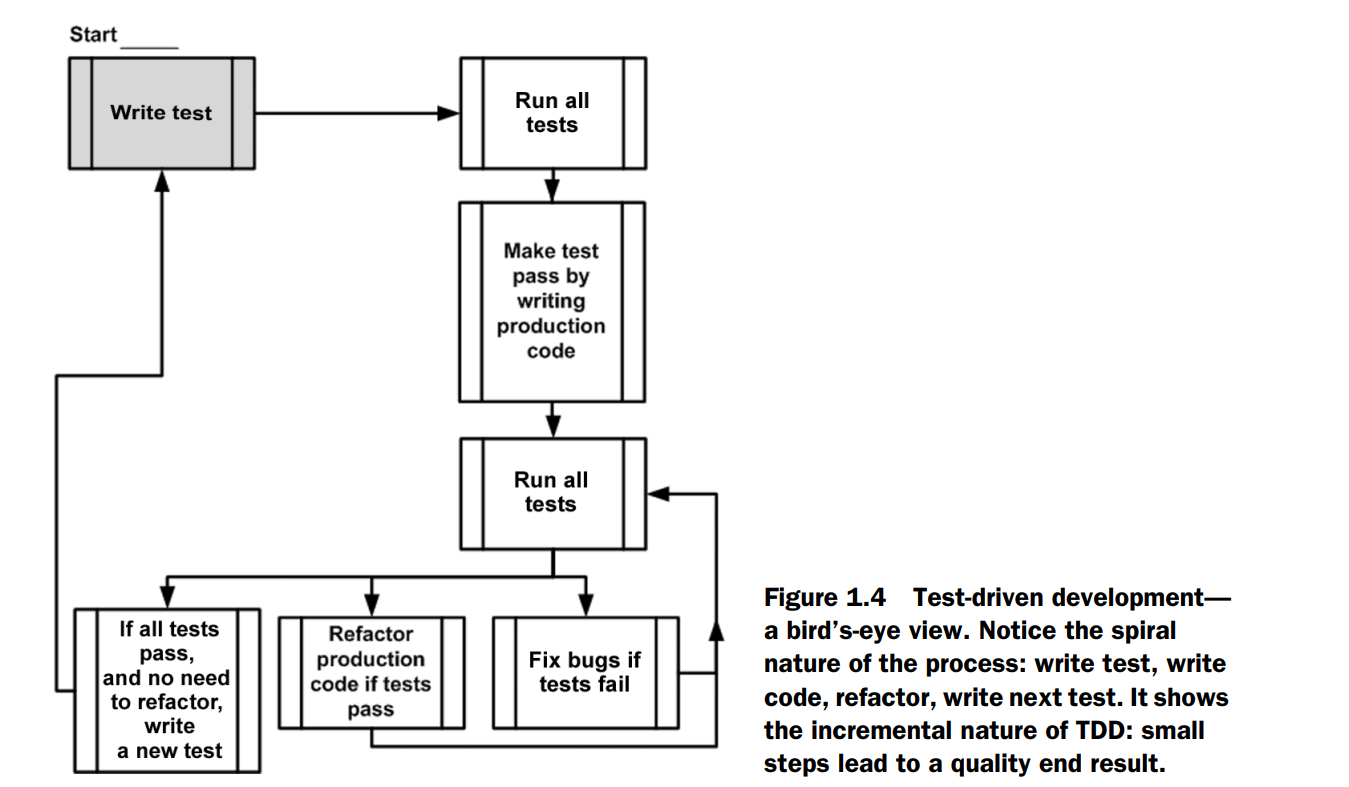 Start
Write test
Run all
tests
Make test
pass by
writing
production
code
Run all
tests
If all tests
pass,
and no need
to refactor,
write
a new test
Refactor
production
code if tests
pass
Fix bugs if
tests fail
Figure 1.4 Test-driven development—
a bird’s-eye view. Notice the spiral
nature of the process: write test, write
code, refactor, write next test. It shows
the incremental nature of TDD: small
steps lead to a quality end result.